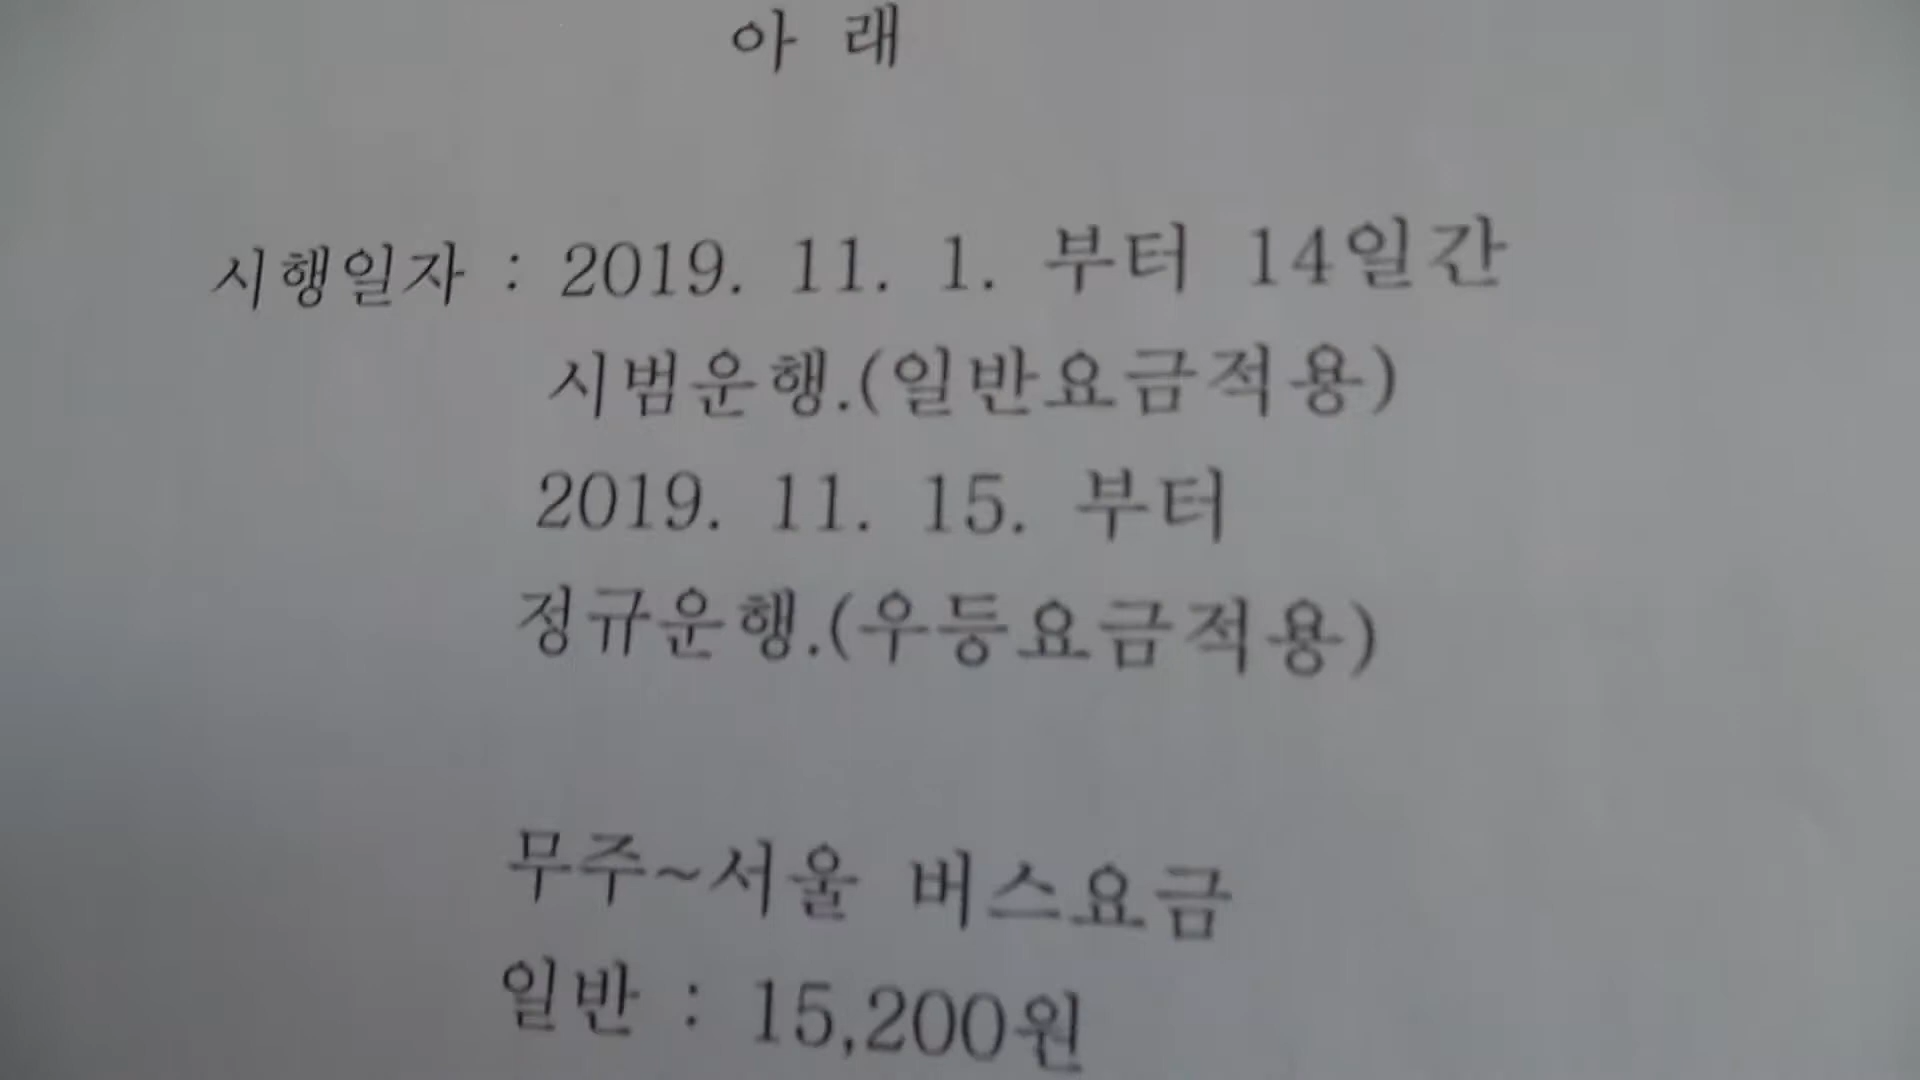 아 래
시행일자 : 2019. 11. 1. 부터 14일간
시범운행.(일반요금적용)
2019. 11. 15. 부터
정규운행.(우등요금적용)
무주~서울 버스요금
일반 : 15,200원